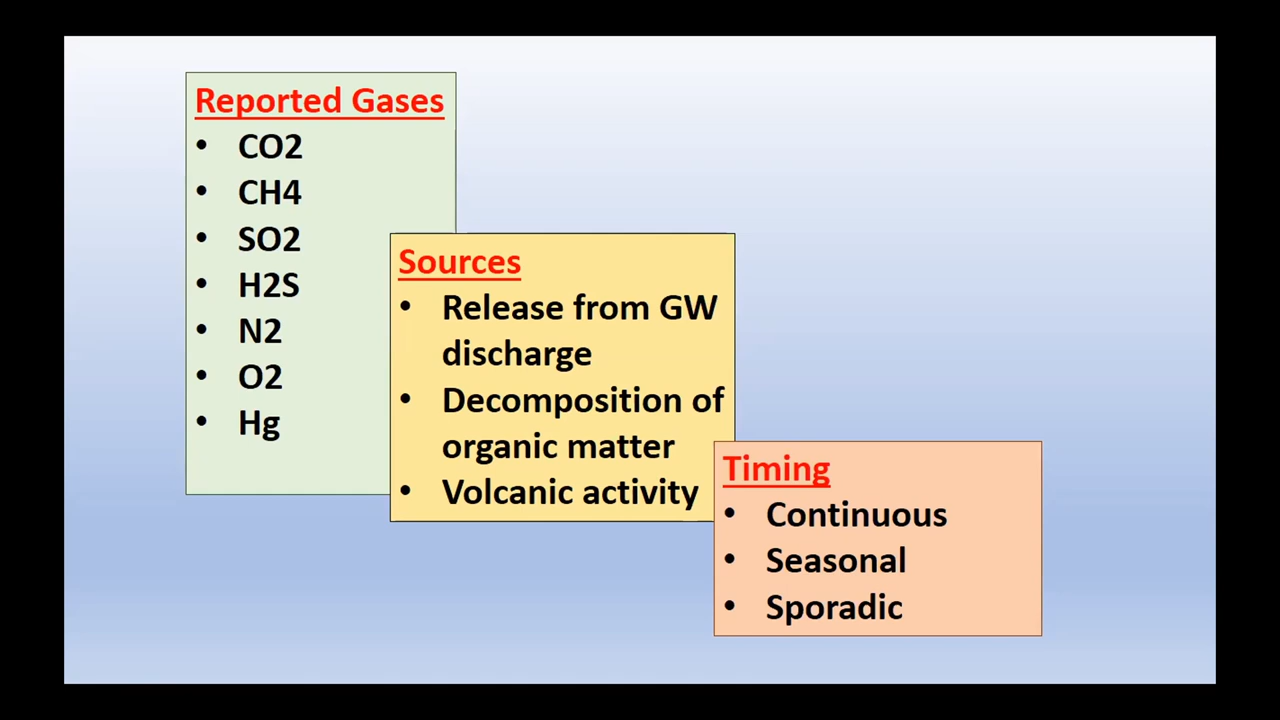 Reported Gases
• CO2
• CH4
• SO2
• H2S
• N2
• O2
• Hg
Sources
• Release from GW
discharge
• Decomposition of
organic matter
• Volcanic activity
Timing
• Continuous
• Seasonal
• Sporadic